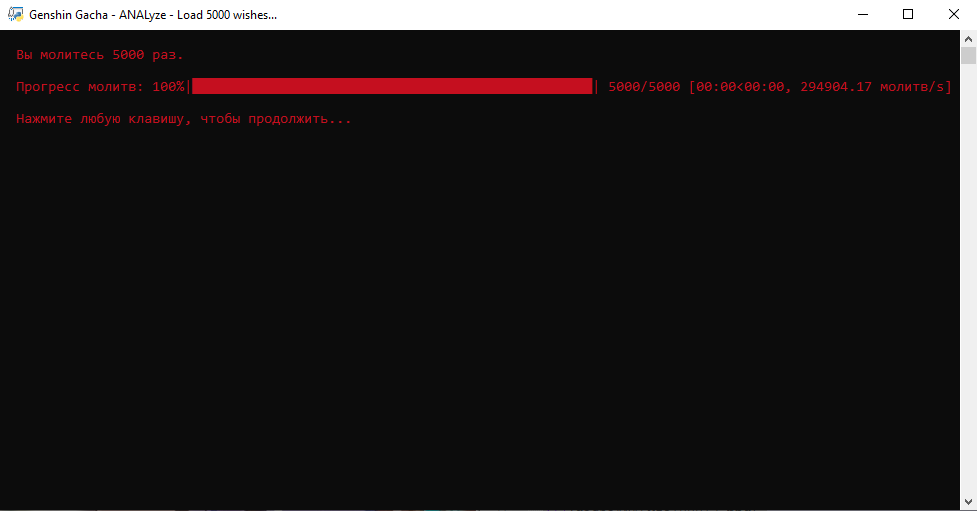 Genshin Gacha - ANALyze - Load 5000 wishes...
Вы молитесь 5000 раз.
Прогресс молитв: 100%|██████████████████████████████████████████████████| 5000/5000 [00:00<00:00, 294904.17 молитв/s]
Нажмите любую клавишу, чтобы продолжить...